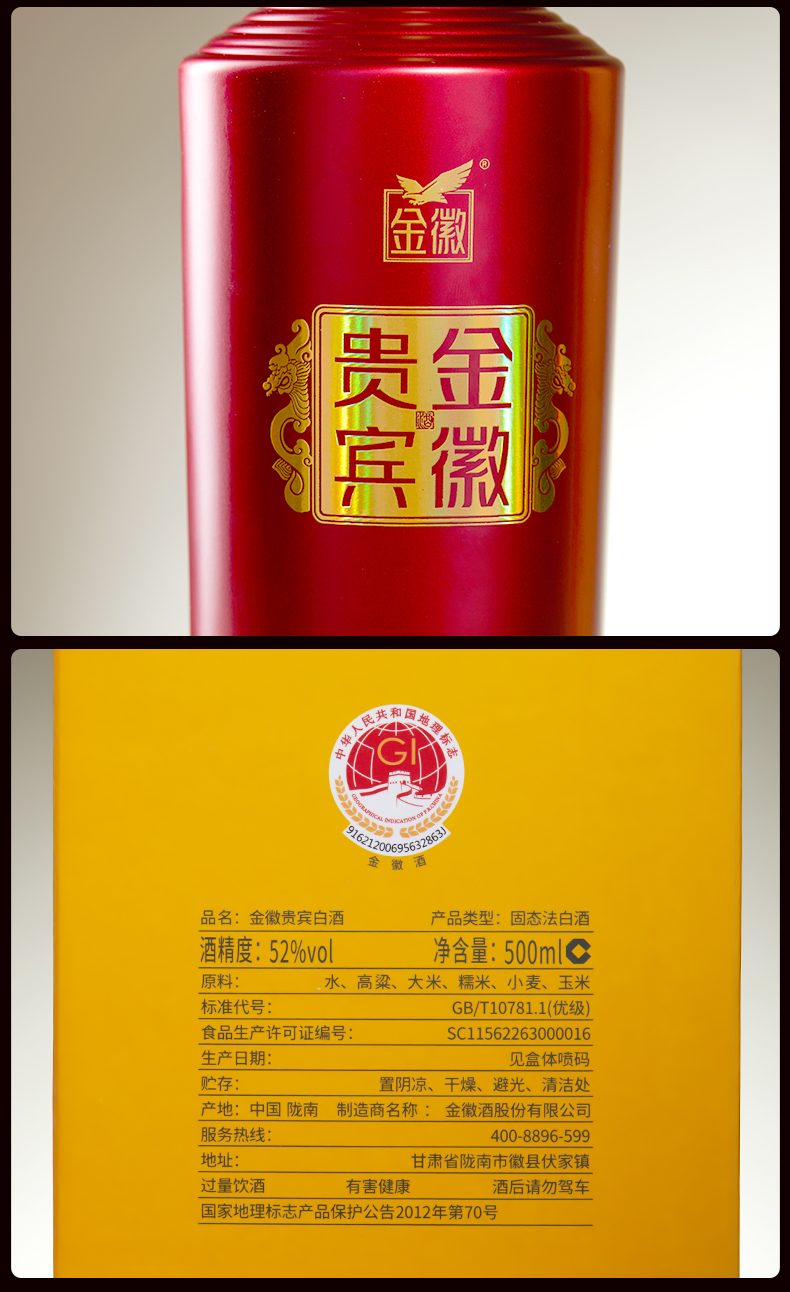 ®
金徽
贵金
宾徽
中华人民共和国地理标志
GI
GEOGRAPHICAL INDICATION OF P.R.CHINA
91621200695632863J
金徽酒
品名：金徽贵宾白酒 产品类型：固态法白酒
酒精度：52%vol 净含量：500ml C
原料：水、高粱、大米、糯米、小麦、玉米
标准代号：GB/T10781.1(优级)
食品生产许可证编号：SC11562263000016
生产日期：见盒体喷码
贮存：置阴凉、干燥、避光、清洁处
产地：中国 陇南 制造商名称：金徽酒股份有限公司
服务热线：400-8896-599
地址：甘肃省陇南市徽县伏家镇
过量饮酒 有害健康 酒后请勿驾车
国家地理标志产品保护公告2012年第70号